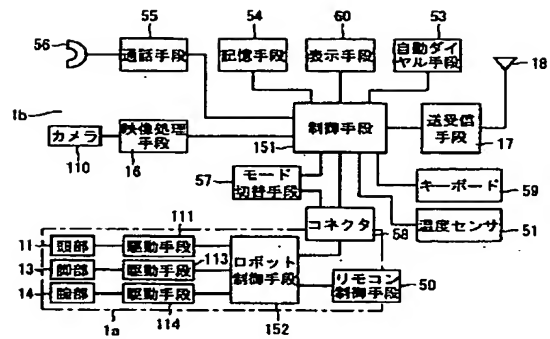 55
54
60
53
56
通話手段
記憶手段
表示手段
自動ダイ
ヤル手段
18
1b
カメラ
110
映像処理
手段
16
制御手段
151
送受信
手段
17
57
モード
切替手段
キーボード
59
コネクタ
58
温度センサ
51
111
11
頭部
駆動手段
13
脚部
駆動手段
113
14
腕部
駆動手段
114
ロボット
制御手段
152
リモコン
制御手段
50
1a